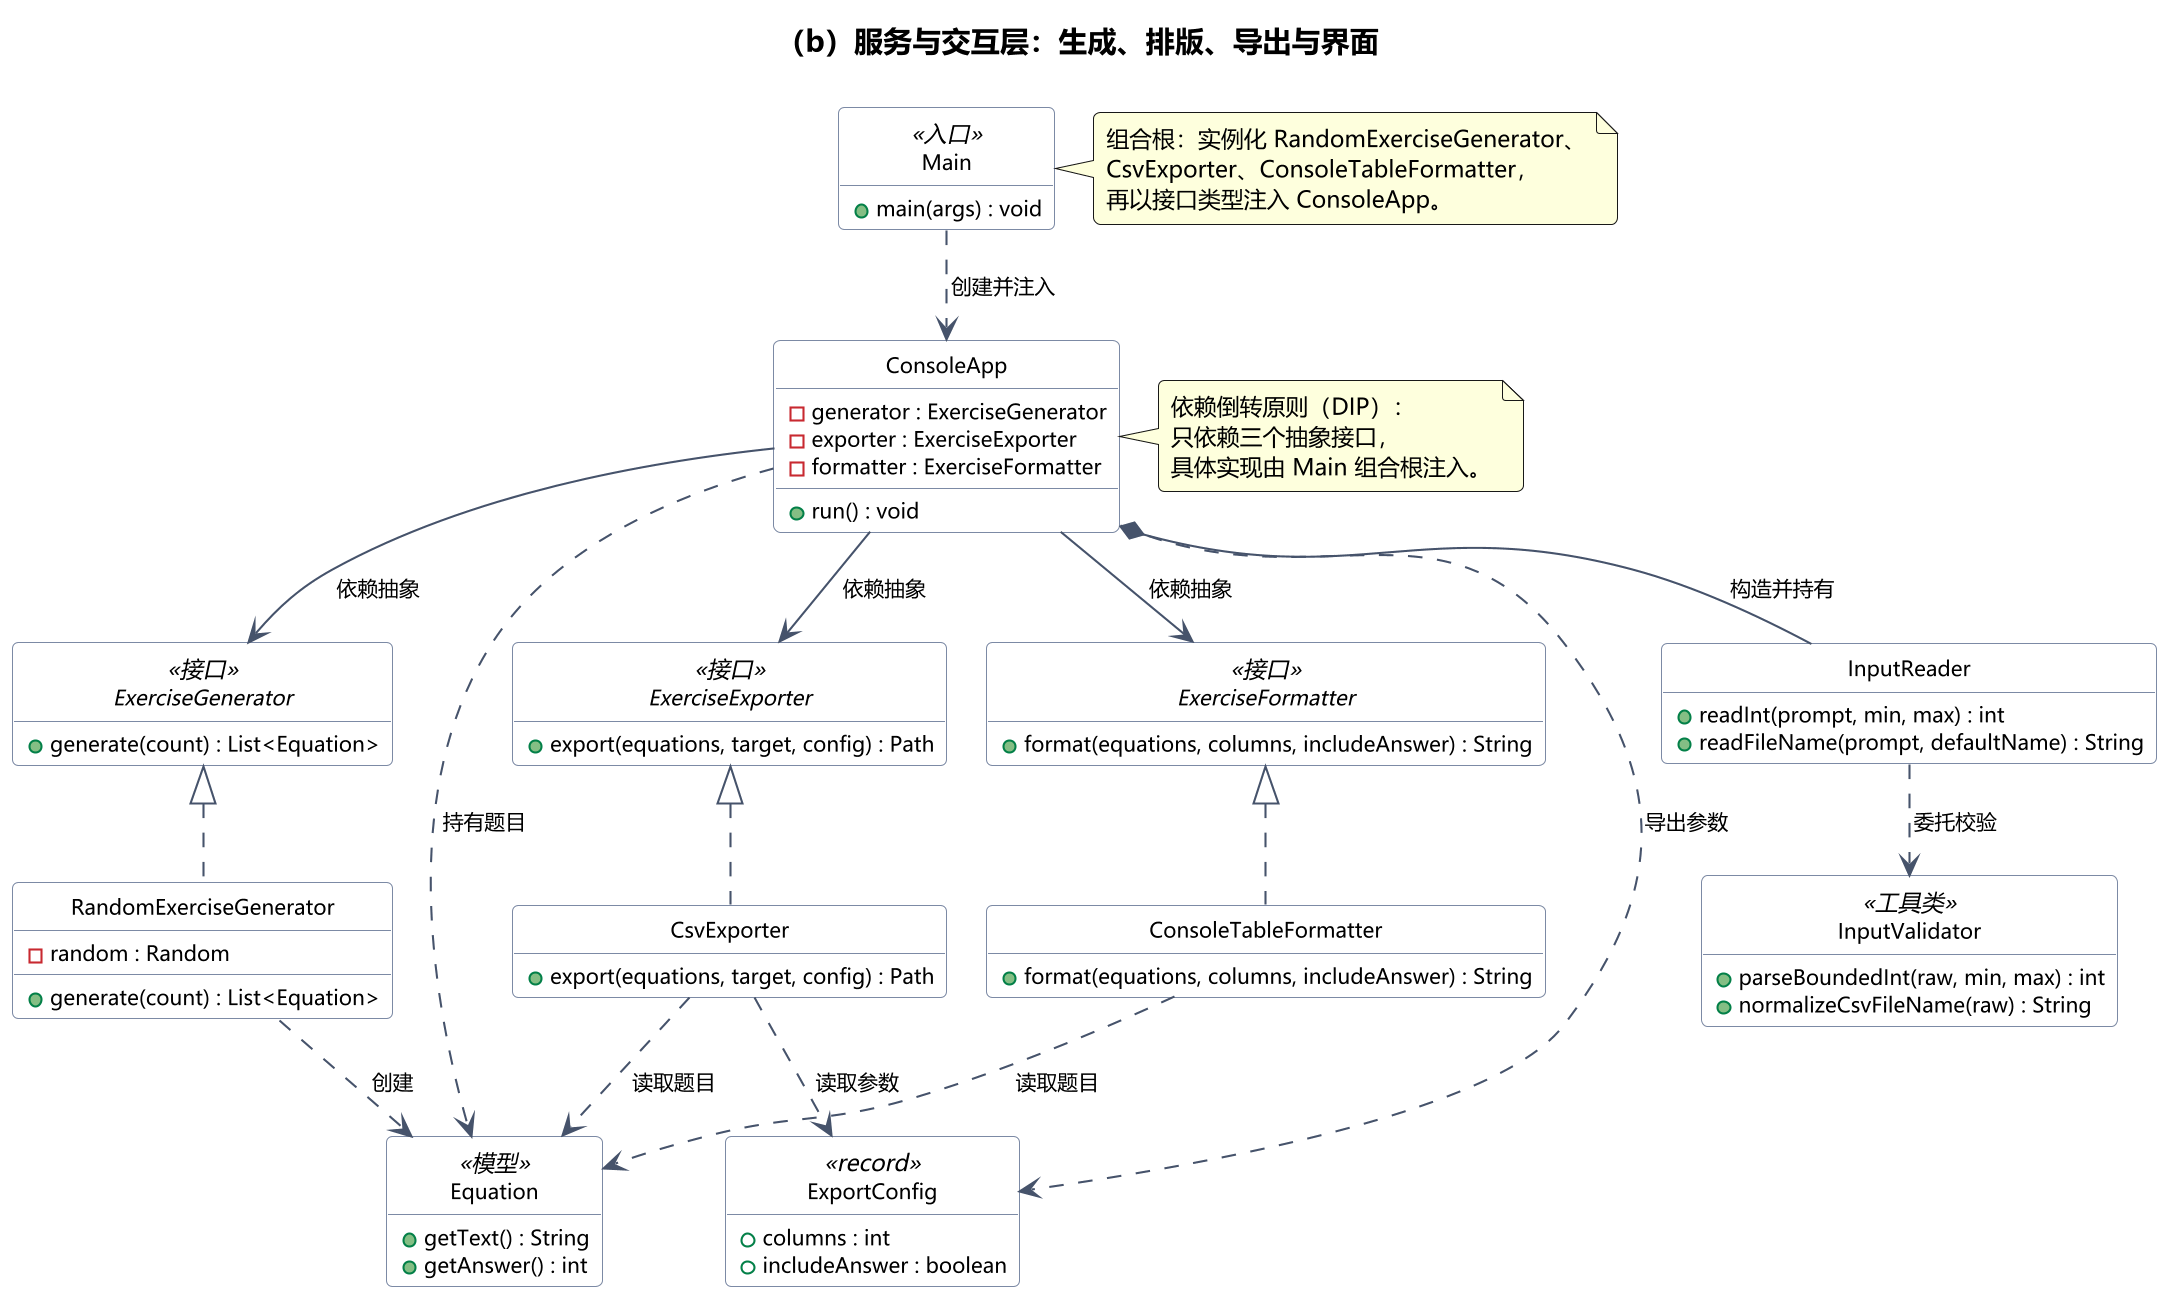 （b）服务与交互层：生成、排版、导出与界面
«入口»
Main
main(args) : void
组合根：实例化 RandomExerciseGenerator、
CsvExporter、ConsoleTableFormatter，
再以接口类型注入 ConsoleApp。
创建并注入
ConsoleApp
generator : ExerciseGenerator
exporter : ExerciseExporter
formatter : ExerciseFormatter
run() : void
依赖倒转原则（DIP）：
只依赖三个抽象接口，
具体实现由 Main 组合根注入。
依赖抽象
依赖抽象
依赖抽象
构造并持有
«接口»
ExerciseGenerator
generate(count) : List<Equation>
«接口»
ExerciseExporter
export(equations, target, config) : Path
«接口»
ExerciseFormatter
format(equations, columns, includeAnswer) : String
InputReader
readInt(prompt, min, max) : int
readFileName(prompt, defaultName) : String
持有题目
导出参数
委托校验
RandomExerciseGenerator
random : Random
generate(count) : List<Equation>
CsvExporter
export(equations, target, config) : Path
ConsoleTableFormatter
format(equations, columns, includeAnswer) : String
«工具类»
InputValidator
parseBoundedInt(raw, min, max) : int
normalizeCsvFileName(raw) : String
创建
读取题目
读取参数
读取题目
«模型»
Equation
getText() : String
getAnswer() : int
«record»
ExportConfig
columns : int
includeAnswer : boolean